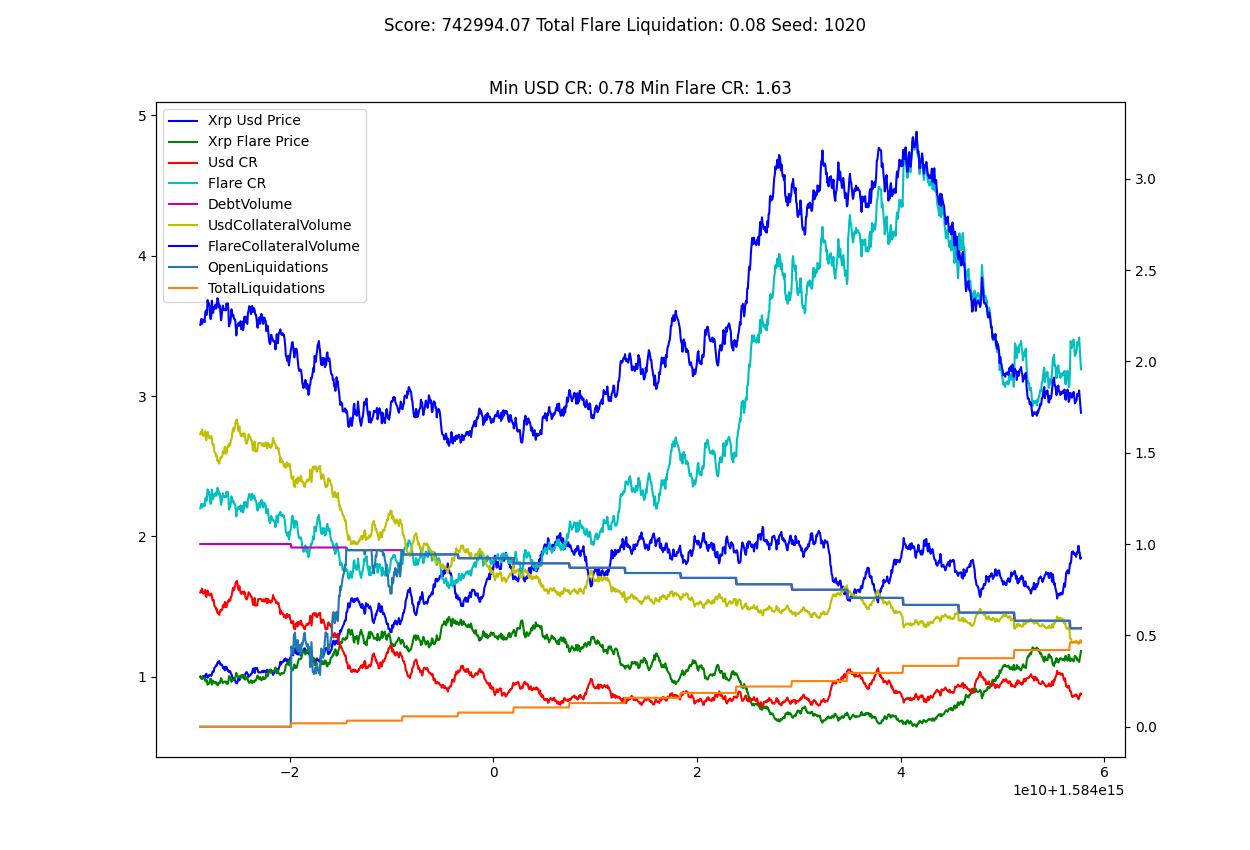 Score: 742994.07 Total Flare Liquidation: 0.08 Seed: 1020
Min USD CR: 0.78 Min Flare CR: 1.63
Xrp Usd Price
Xrp Flare Price
Usd CR
Flare CR
DebtVolume
UsdCollateralVolume
FlareCollateralVolume
OpenLiquidations
TotalLiquidations
5
4
3
2
1
3.0
2.5
2.0
1.5
1.0
0.5
0.0
−2 0 2 4 6
1e10+1.584e15